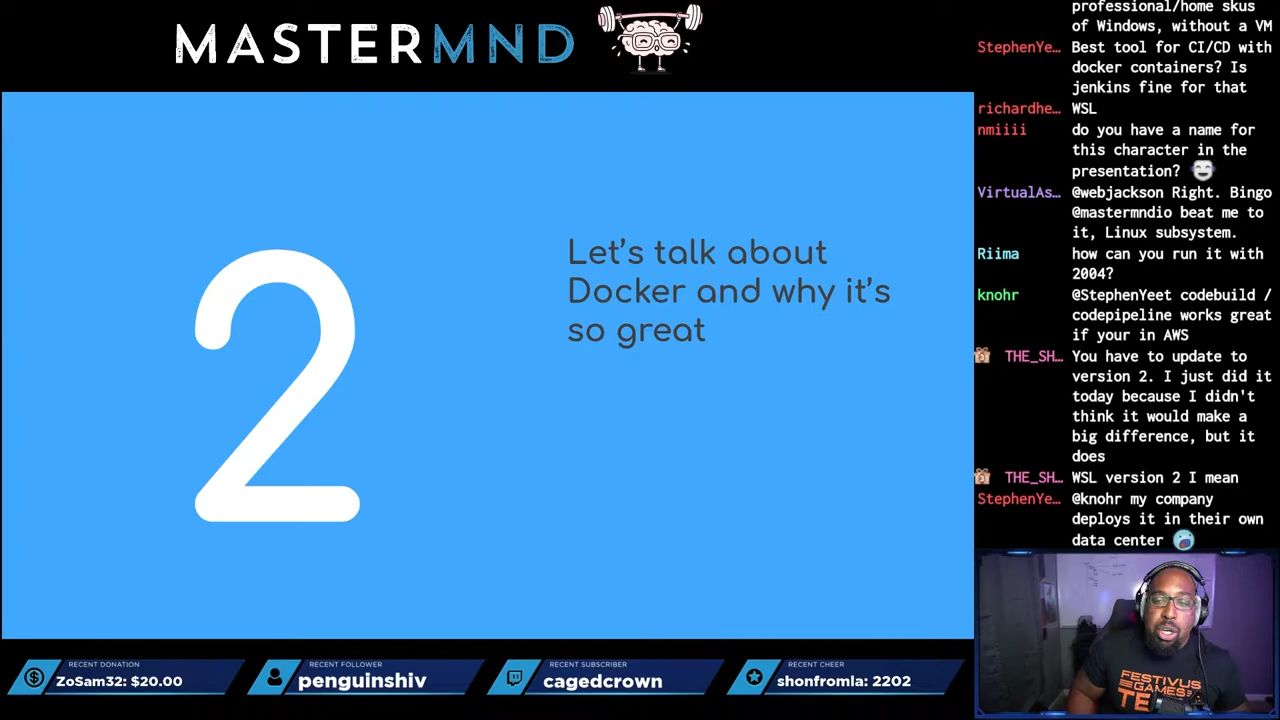 MASTERMND
2
Let's talk about
Docker and why it's
so great
professional/home skus
of Windows, without a VM
StephenYe… Best tool for CI/CD with
docker containers? Is
jenkins fine for that
richardhe… WSL
nmiiii do you have a name for
this character in the
presentation?
VirtualAs… @webjackson Right. Bingo
@mastermndio beat me to
it, Linux subsystem.
Riima how can you run it with
2004?
knohr @StephenYeet codebuild /
codepipeline works great
if your in AWS
THE_SH… You have to update to
version 2. I just did it
today because I didn't
think it would make a
big difference, but it
does
THE_SH… WSL version 2 I mean
StephenYe… @knohr my company
deploys it in their own
data center
FESTIVUS
GAMES
RECENT DONATION
ZoSam32: $20.00
RECENT FOLLOWER
penguinshiv
RECENT SUBSCRIBER
cagedcrown
RECENT CHEER
shonfromla: 2202